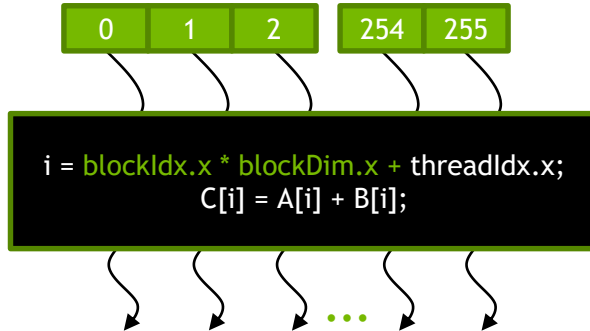 0 1 2 254 255
i = blockIdx.x * blockDim.x + threadIdx.x;
C[i] = A[i] + B[i];
...